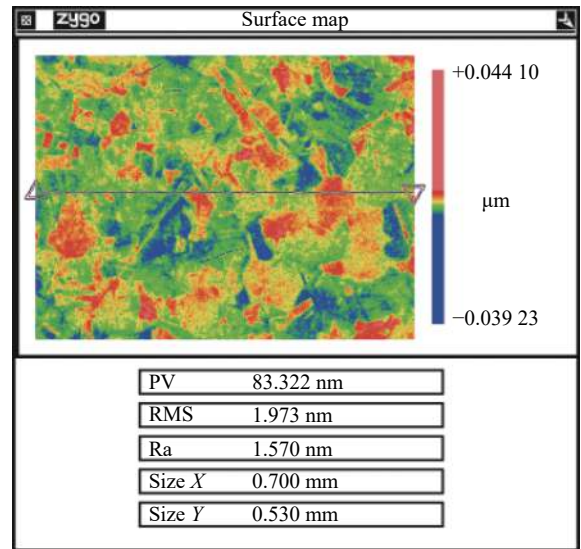 zygo Surface map
+0.044 10
μm
−0.039 23
PV 83.322 nm
RMS 1.973 nm
Ra 1.570 nm
Size X 0.700 mm
Size Y 0.530 mm